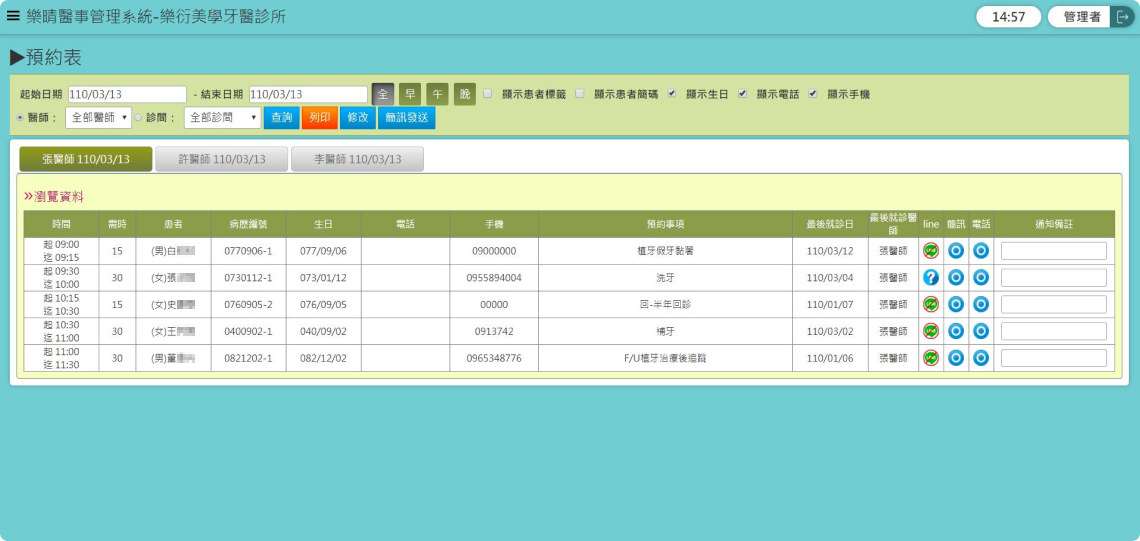 樂晴醫事管理系統-樂衍美學牙醫診所 14:57 管理者
▶預約表
起始日期 110/03/13 - 結束日期 110/03/13 全 早 午 晚 顯示患者標籤 顯示患者簡碼 顯示生日 顯示電話 顯示手機
醫師： 全部醫師 診間： 全部診間 查詢 列印 修改 簡訊發送
張醫師 110/03/13 許醫師 110/03/13 李醫師 110/03/13
»瀏覽資料
時間 需時 患者 病歷編號 生日 電話 手機 預約事項 最後就診日 最後就診醫師 line 簡訊 電話 通知備註
起 09:00 迄 09:15 15 (男)白 0770906-1 077/09/06 09000000 植牙假牙黏著 110/03/12 張醫師
起 09:30 迄 10:00 30 (女)張 0730112-1 073/01/12 0955894004 洗牙 110/03/04 張醫師
起 10:15 迄 10:30 15 (女)史 0760905-2 076/09/05 00000 回-半年回診 110/01/07 張醫師
起 10:30 迄 11:00 30 (女)王 0400902-1 040/09/02 0913742 補牙 110/03/02 張醫師
起 11:00 迄 11:30 30 (男)董 0821202-1 082/12/02 0965348776 F/U植牙治療後追蹤 110/01/06 張醫師